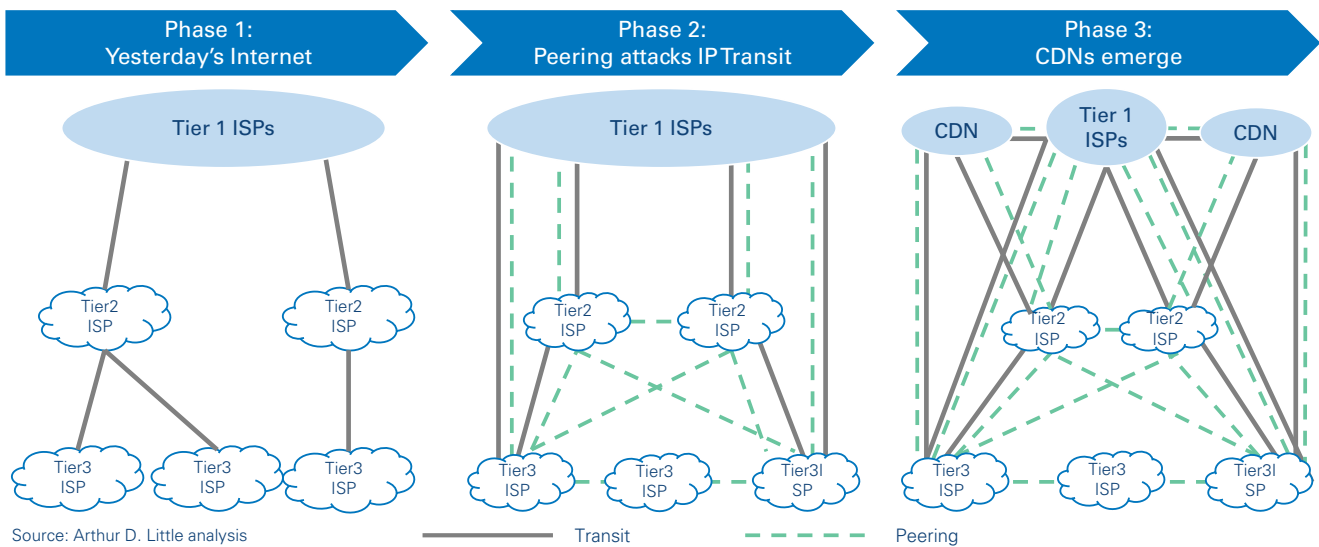 Phase 1:
Yesterday's Internet
Phase 2:
Peering attacks IP Transit
Phase 3:
CDNs emerge
Tier 1 ISPs
Tier2
ISP
Tier2
ISP
Tier3
ISP
Tier3
ISP
Tier3
ISP
Tier 1 ISPs
Tier2
ISP
Tier2
ISP
Tier3
ISP
Tier3
ISP
Tier3I
SP
CDN
Tier 1
ISPs
CDN
Tier2
ISP
Tier2
ISP
Tier3
ISP
Tier3
ISP
Tier3I
SP
Source: Arthur D. Little analysis
Transit
Peering